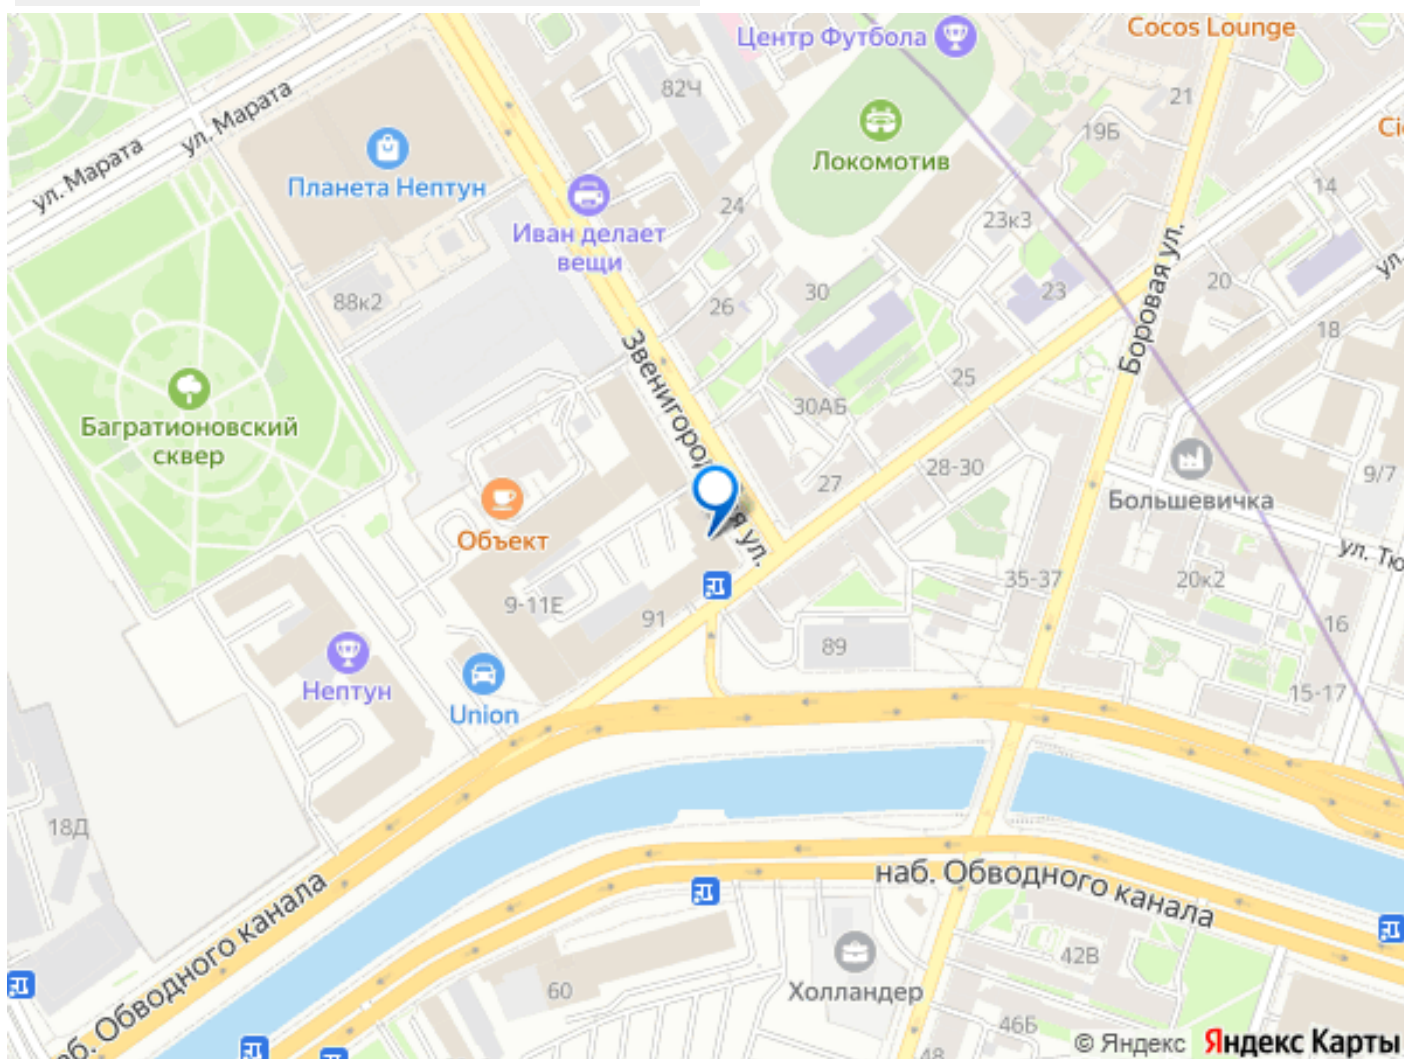 Центр Футбола
Cocos Lounge
82Ч
21
19Б
ул. Марата
ул. Марата
Планета Нептун
Локомотив
14
Иван делает
вещи
24
23к3
88к2
26
30
23
20
Боровая ул.
18
Звенигородская ул.
25
30АБ
Багратионовский
сквер
27
28-30
Большевичка
9/7
Объект
35-37
20к2
9-11Е
91
89
16
Нептун
Union
15-17
18Д
наб. Обводного канала
наб. Обводного канала
42В
60
Холландер
46Б
48
© Яндекс Яндекс Карты